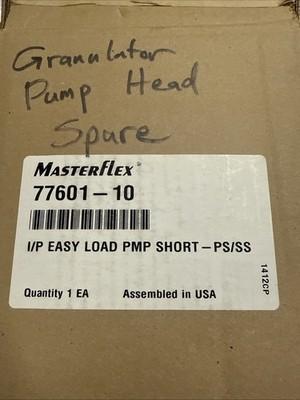 Granulator
Pump Head
Spare
MASTERFLEX®
77601-10
I/P EASY LOAD PMP SHORT-PS/SS
1412CP
Quantity 1 EA Assembled in USA